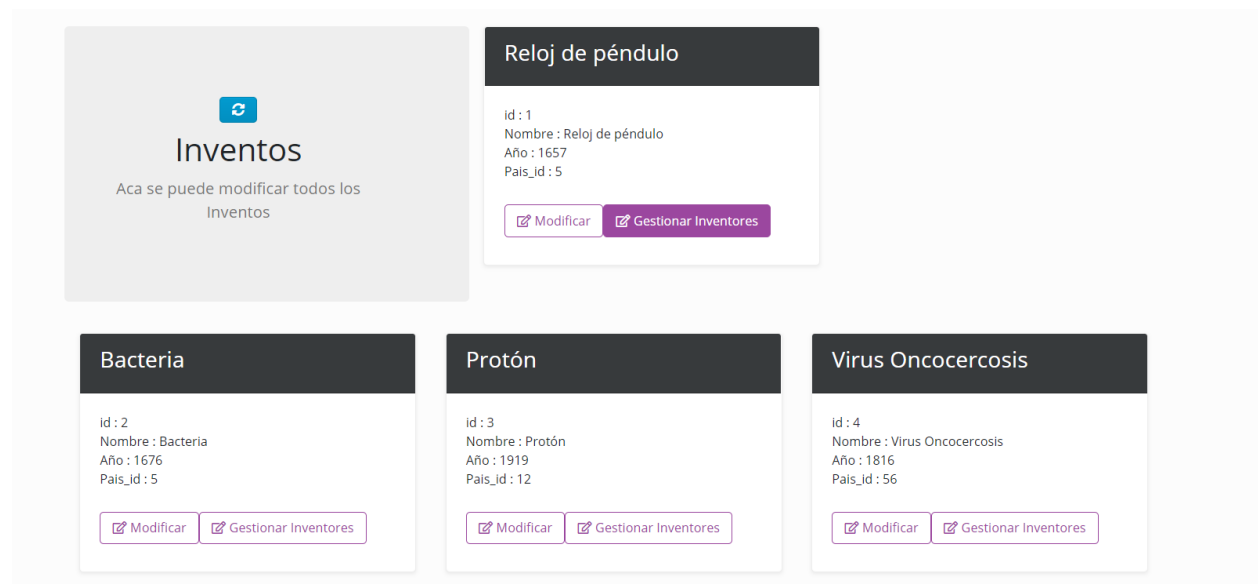 Inventos
Aca se puede modificar todos los
Inventos
Reloj de péndulo
id : 1
Nombre : Reloj de péndulo
Año : 1657
Pais_id : 5
Modificar
Gestionar Inventores
Bacteria
id : 2
Nombre : Bacteria
Año : 1676
Pais_id : 5
Modificar
Gestionar Inventores
Protón
id : 3
Nombre : Protón
Año : 1919
Pais_id : 12
Modificar
Gestionar Inventores
Virus Oncocercosis
id : 4
Nombre : Virus Oncocercosis
Año : 1816
Pais_id : 56
Modificar
Gestionar Inventores